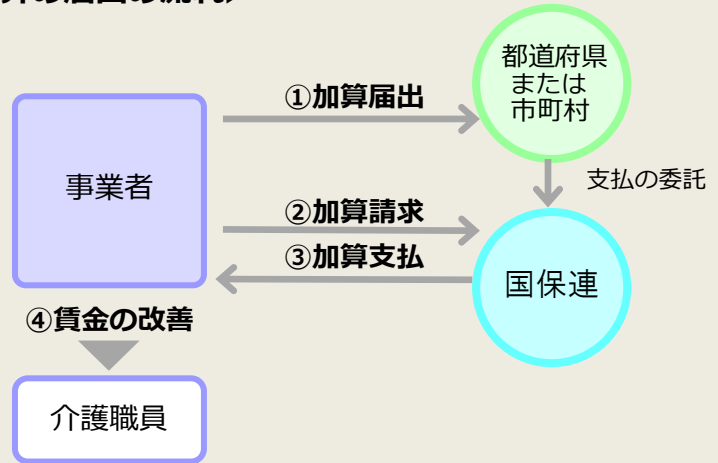 ①加算届出
都道府県
または
市町村
事業者
支払の委託
②加算請求
③加算支払
国保連
④賃金の改善
介護職員